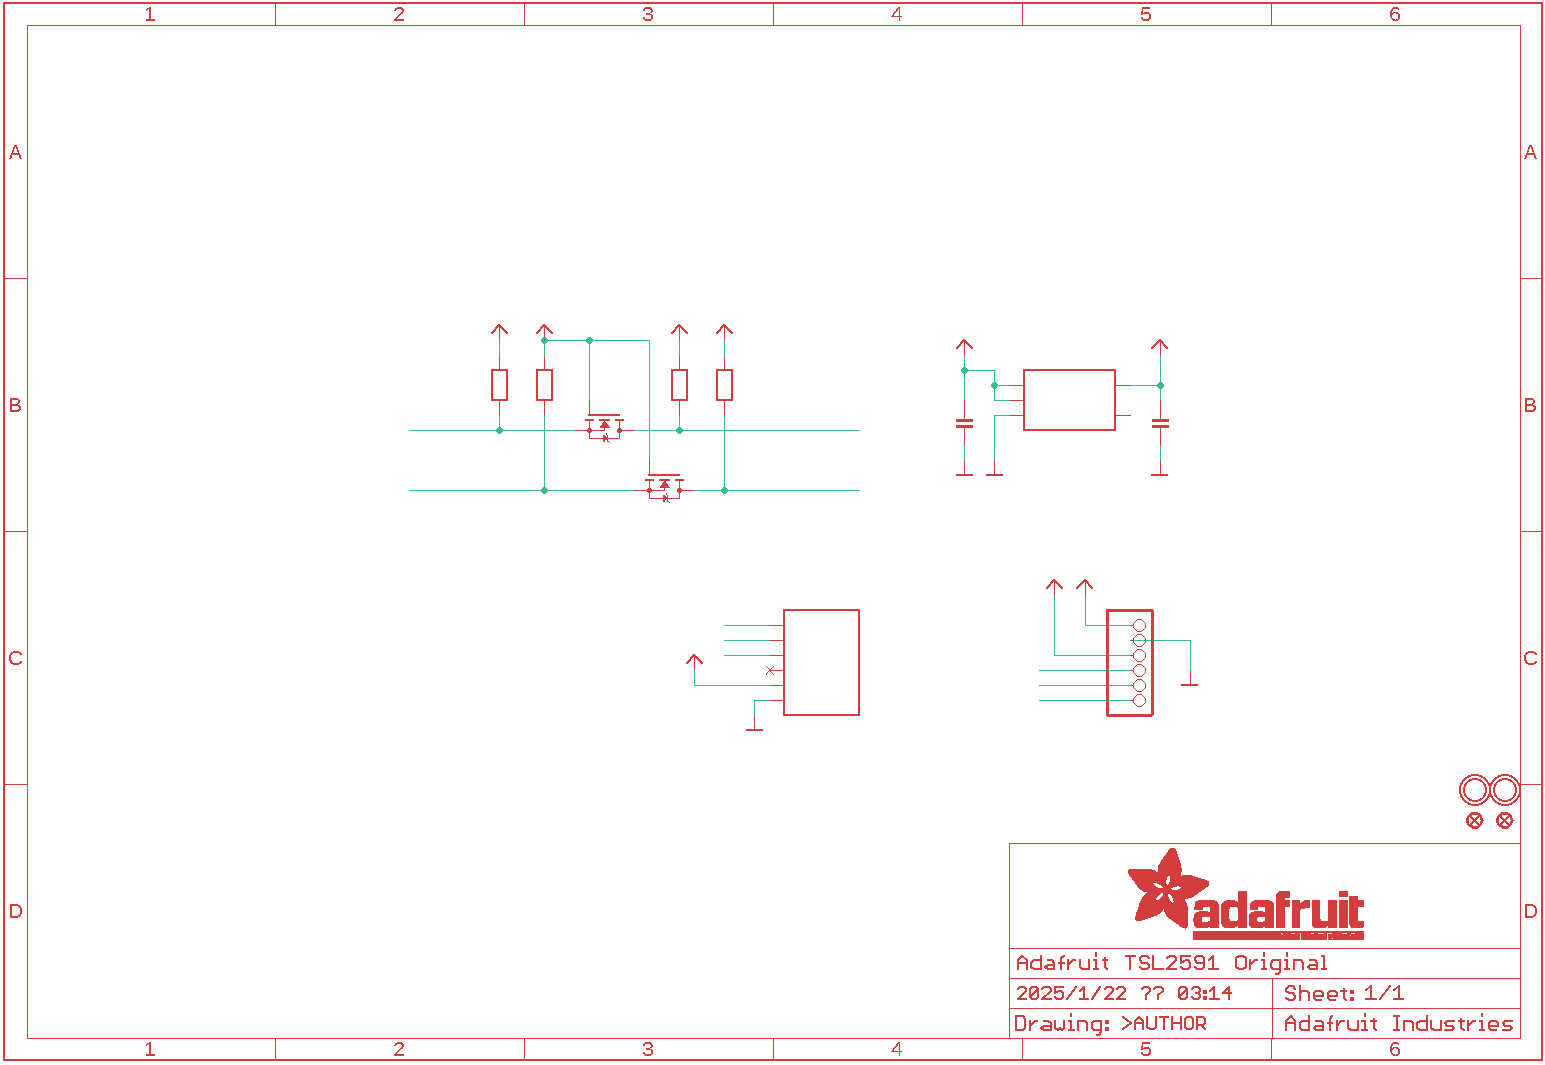 1 2 3 4 5 6
A A
B B
C C
D D
adafruit
Adafruit TSL2591 Original
2025/1/22 ?? 03:14 Sheet: 1/1
Drawing: >AUTHOR Adafruit Industries
1 2 3 4 5 6